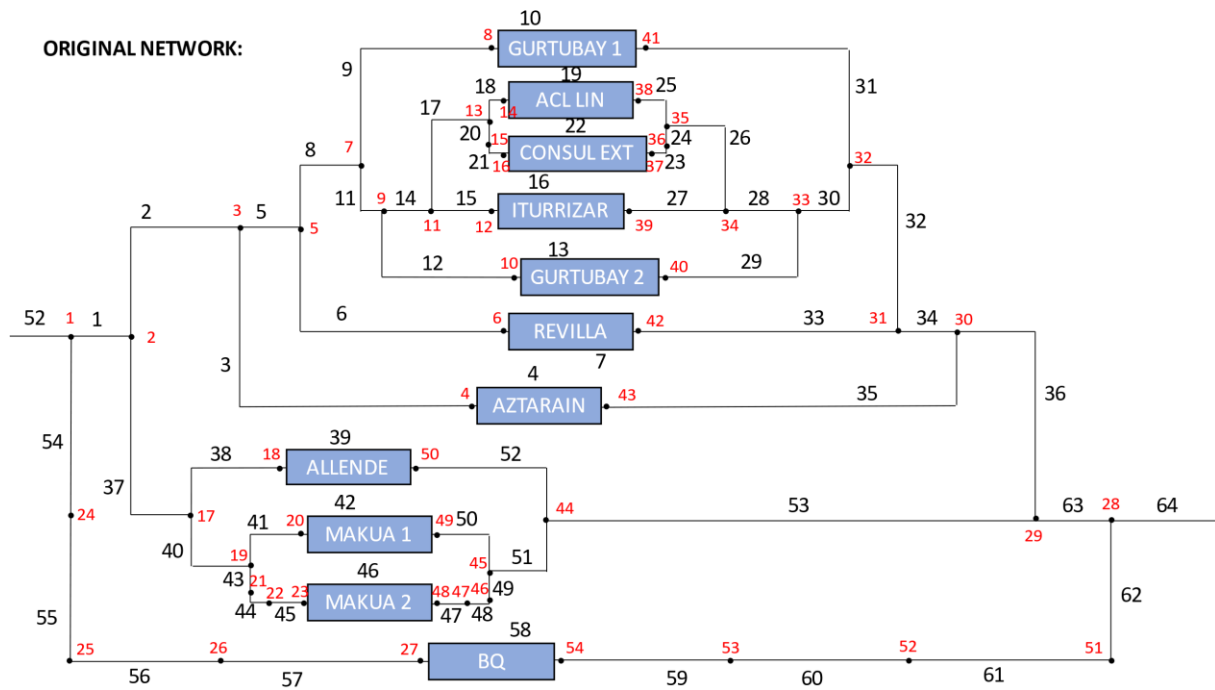 ORIGINAL NETWORK:
10
8 GURTUBAY 1 41
9 19 31
18 ACL LIN 38 25
17 13 14 35
22
20 15 36 24 26
21 16 CONSUL EXT 37 23
8 7 32
16
11 9 14 15 ITURRIZAR 27 28 33 30
11 12 39 34
2 3 5 5 32
13
12 10 GURTUBAY 2 40 29
52 1 1 2
6 6 REVILLA 42 33 31 34 30
7
3 4
4 AZTARAIN 43 35 36
54 39
38 18 ALLENDE 50 52
37 42
24 17 41 20 MAKUA 1 49 50 44 53 63 28 64
29
40 19 46 45 51
43 21 22 23 MAKUA 2 48 47 46 49
44 45 47 48 62
55 58
25 26 27 BQ 54 53 52 51
56 57 59 60 61